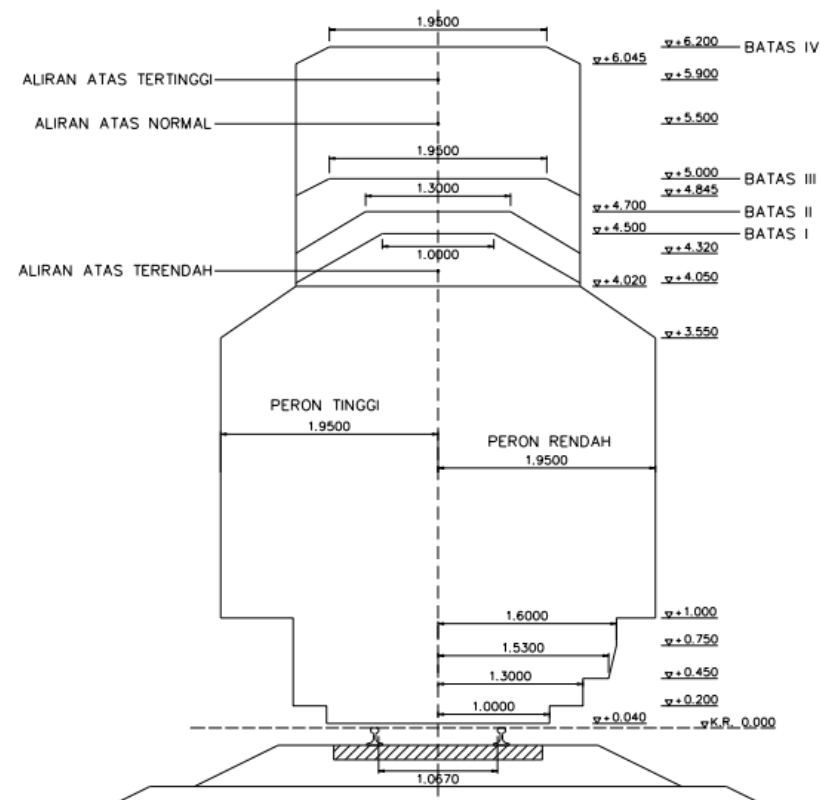 1.9500
▽+6.200 BATAS IV
▽+6.045
ALIRAN ATAS TERTINGGI ▽+5.900
ALIRAN ATAS NORMAL ▽+5.500
1.9500
▽+5.000 BATAS III
▽+4.845
1.3000
▽+4.700 BATAS II
▽+4.500 BATAS I
▽+4.320
1.0000
ALIRAN ATAS TERENDAH
▽+4.020 ▽+4.050
▽+3.550
PERON TINGGI
1.9500
PERON RENDAH
1.9500
▽+1.000
1.6000
▽+0.750
1.5300
▽+0.450
1.3000
▽+0.200
1.0000
▽+0.040 ▽K.R. 0.000
1.0670